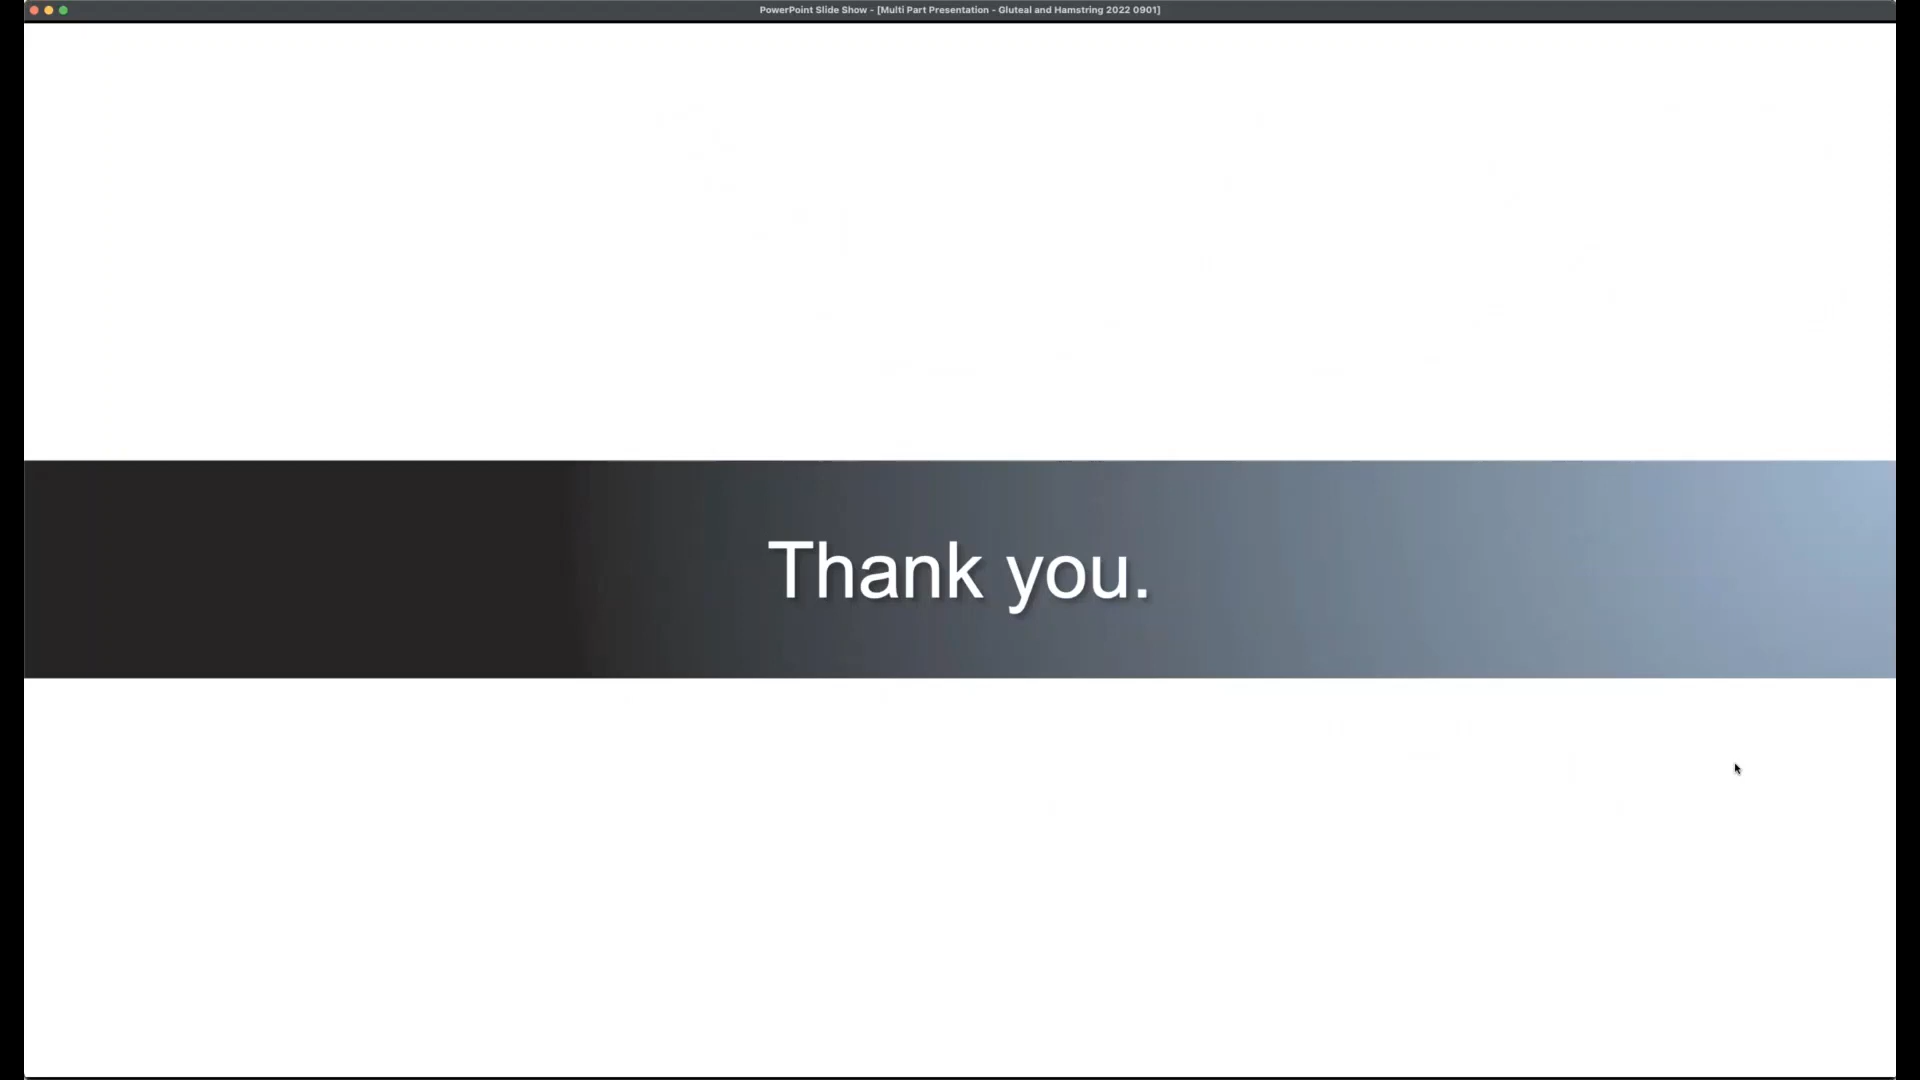 PowerPoint Slide Show - [Multi Part Presentation - Gluteal and Hamstring 2022 0901]
Thank you.